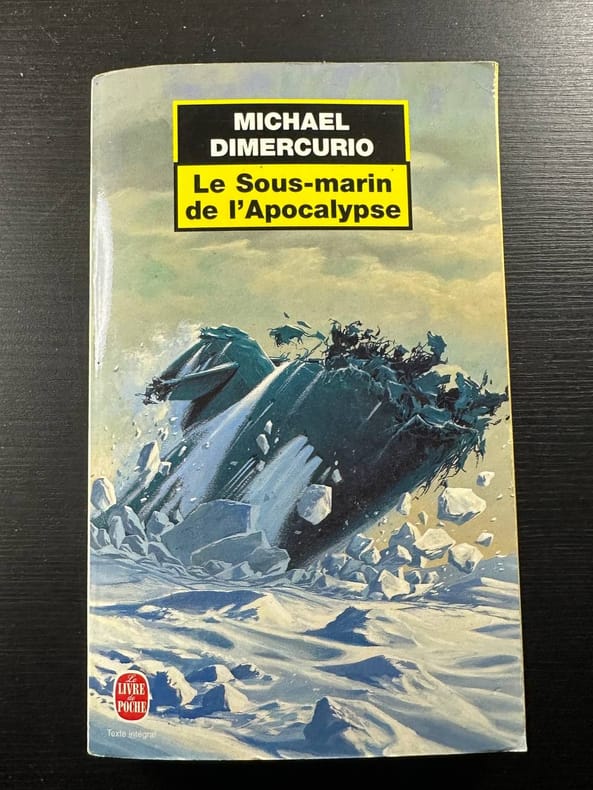 MICHAEL
DIMERCURIO
Le Sous-marin
de l'Apocalypse
Le
LIVRE
de
POCHE
Texte intégral